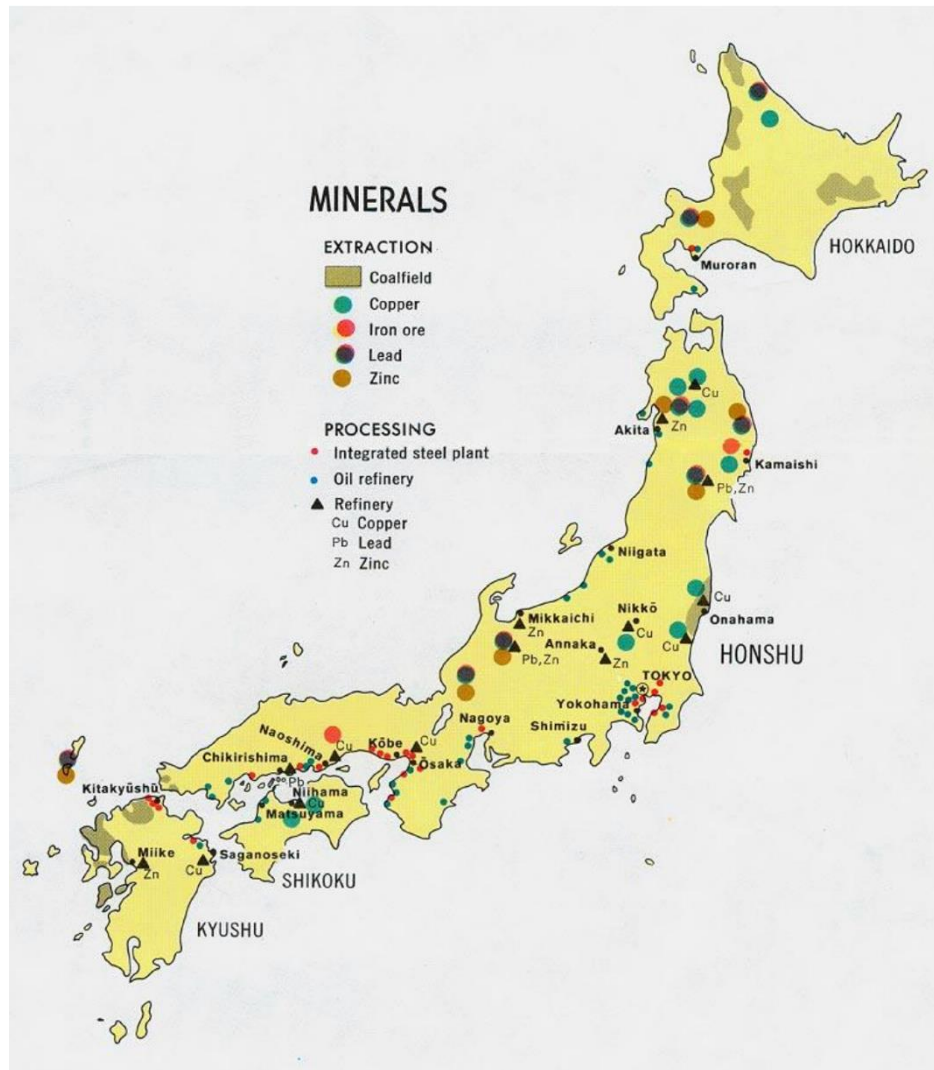 MINERALS
EXTRACTION
Coalfield
Copper
Iron ore
Lead
Zinc
PROCESSING
Integrated steel plant
Oil refinery
Refinery
Cu Copper
Pb Lead
Zn Zinc
HOKKAIDO
Muroran
Cu
Zn
Akita
Kamaishi
Pb,Zn
Niigata
Cu
Onahama
Nikkō
Cu
Cu
Mikkaichi
Zn
Annaka
Zn
Pb,Zn
HONSHU
TOKYO
Yokohama
Shimizu
Nagoya
Cu
Kōbe
Ōsaka
Naoshima
Cu
Chikirishima
Pb
Niihama
Cu
Matsuyama
Kitakyūshū
Miike
Zn
Saganoseki
Cu
SHIKOKU
KYUSHU